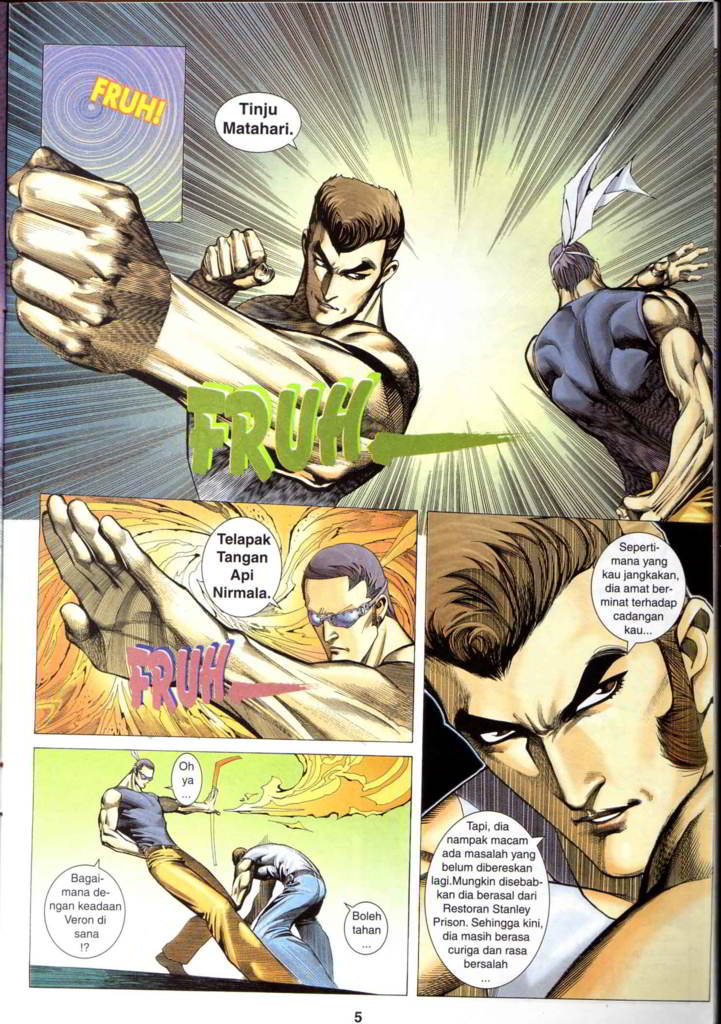 FRUH!
Tinju
Matahari.
FRUH
Telapak
Tangan
Api
Nirmala.
FRUH
Seperti-
mana yang
kau jangkakan,
dia amat ber-
minat terhadap
cadangan
kau...
Tapi, dia
nampak macam
ada masalah yang
belum dibereskan
lagi.Mungkin disebab-
kan dia berasal dari
Restoran Stanley
Prison. Sehingga kini,
dia masih berasa
curiga dan rasa
bersalah
...
Oh
ya
...
Bagai-
mana de-
ngan keadaan
Veron di
sana
!?
Boleh
tahan
...
5